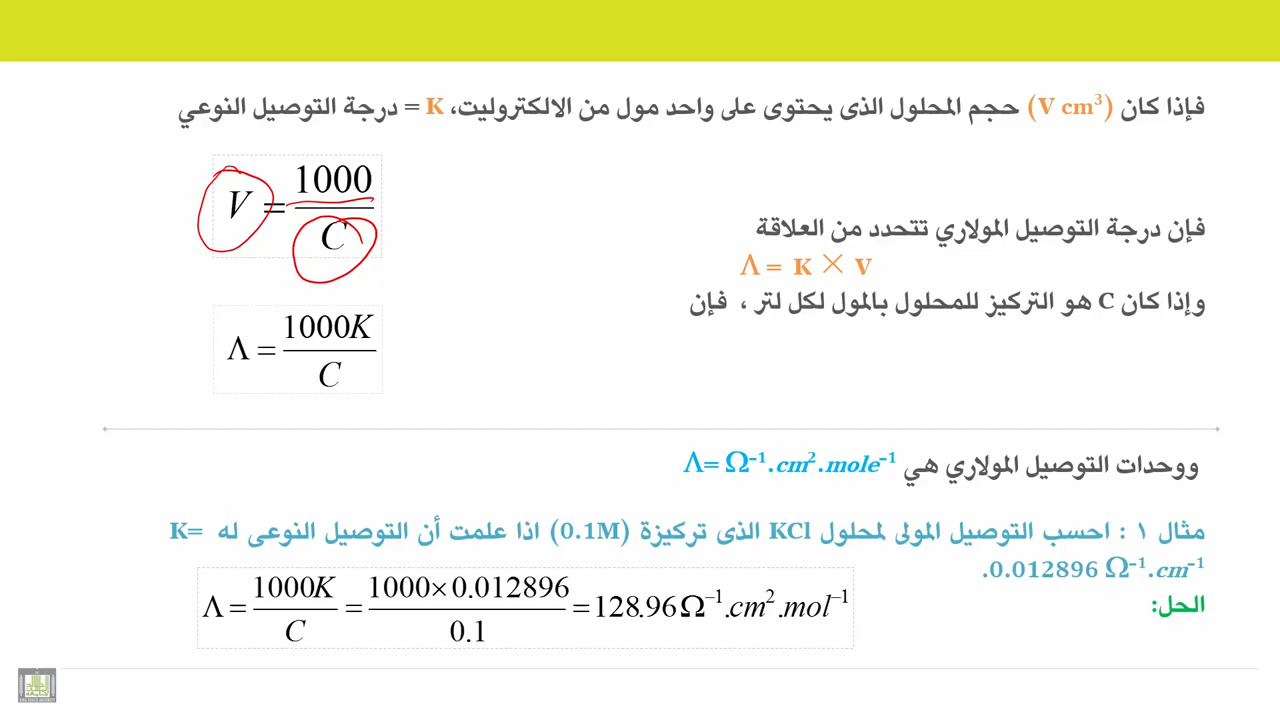 فإذا كان (V cm³) حجم المحلول الذى يحتوى على واحد مول من الالكتروليت، K = درجة التوصيل النوعي
V = 1000 / C
فإن درجة التوصيل المولاري تتحدد من العلاقة
Λ = K × V
وإذا كان C هو التركيز للمحلول بالمول لكل لتر ، فإن
Λ = 1000K / C
ووحدات التوصيل المولاري هي Λ= Ω⁻¹.cm².mole⁻¹
مثال ١ : احسب التوصيل المولى لمحلول KCl الذى تركيزة (0.1M) اذا علمت أن التوصيل النوعى له K=
0.012896 Ω⁻¹.cm⁻¹.
الحل:
Λ = 1000K / C = 1000×0.012896 / 0.1 = 128.96 Ω⁻¹.cm².mol⁻¹